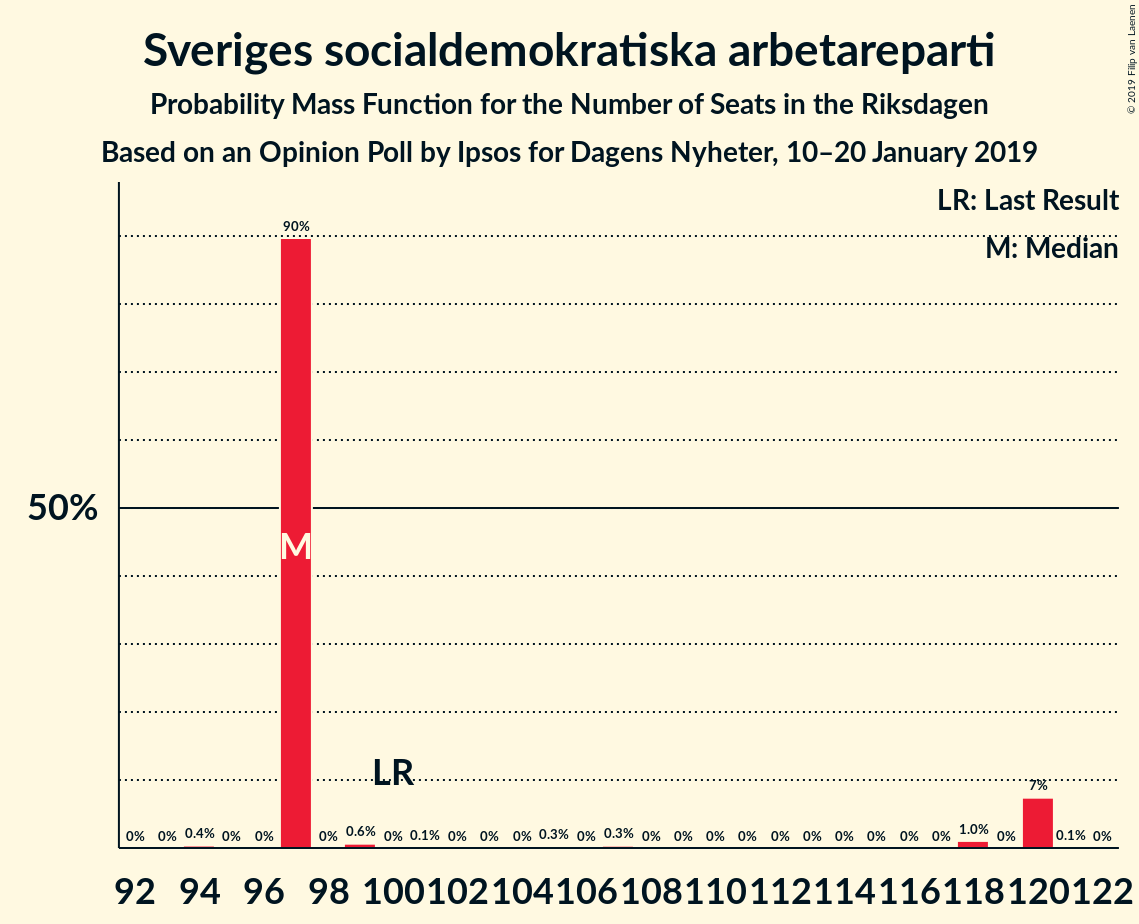 Sveriges socialdemokratiska arbetareparti
Probability Mass Function for the Number of Seats in the Riksdagen
Based on an Opinion Poll by Ipsos for Dagens Nyheter, 10–20 January 2019
© 2019 Filip van Laenen
LR: Last Result
M: Median
90%
50%
M
LR
0% 0% 0.4% 0% 0% 0% 0.6% 0% 0.1% 0% 0% 0% 0.3% 0% 0.3% 0% 0% 0% 0% 0% 0% 0% 0% 0% 0% 1.0% 0% 7% 0.1% 0%
92 94 96 98 100 102 104 106 108 110 112 114 116 118 120 122